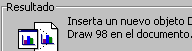 Resultado
Inserta un nuevo objeto
Draw 98 en el documento.